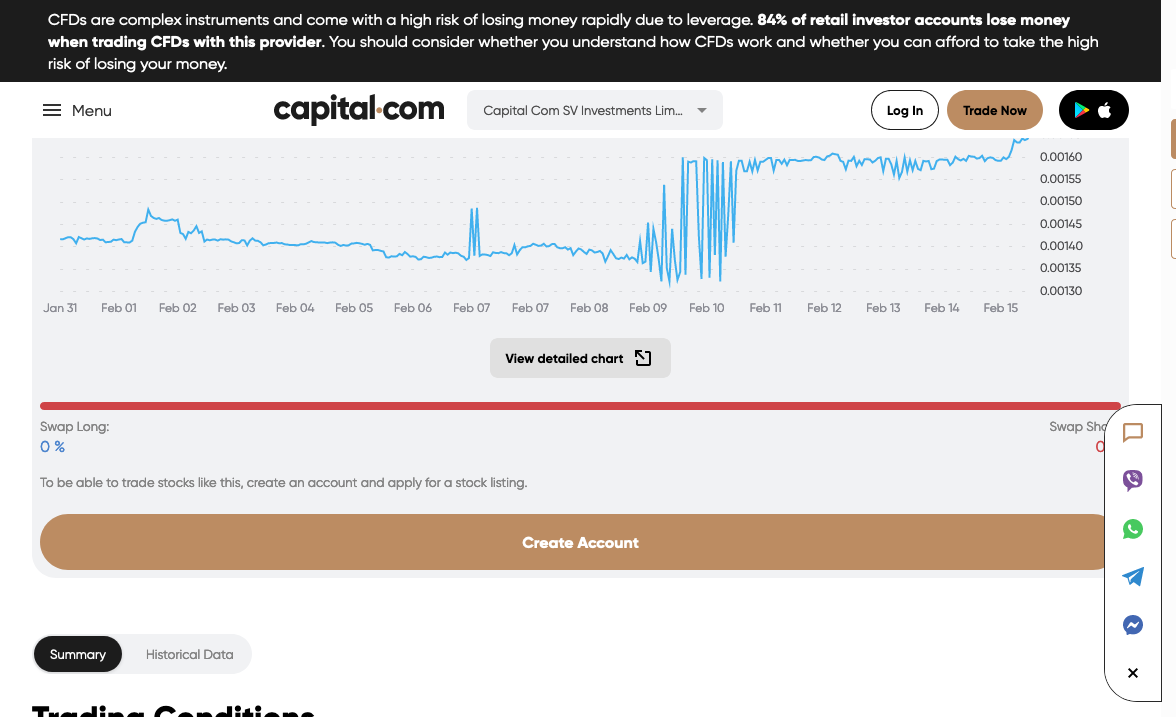 CFDs are complex instruments and come with a high risk of losing money rapidly due to leverage. 84% of retail investor accounts lose money
when trading CFDs with this provider. You should consider whether you understand how CFDs work and whether you can afford to take the high
risk of losing your money.
Menu
capital.com
Capital Com SV Investments Lim...
Log In
Trade Now
0.00160
0.00155
0.00150
0.00145
0.00140
0.00135
0.00130
Jan 31 Feb 01 Feb 02 Feb 03 Feb 04 Feb 05 Feb 06 Feb 07 Feb 07 Feb 08 Feb 09 Feb 10 Feb 11 Feb 12 Feb 13 Feb 14 Feb 15
View detailed chart
Swap Long:
0 %
Swap Sho
0
To be able to trade stocks like this, create an account and apply for a stock listing.
Create Account
Summary
Historical Data
Trading Conditions